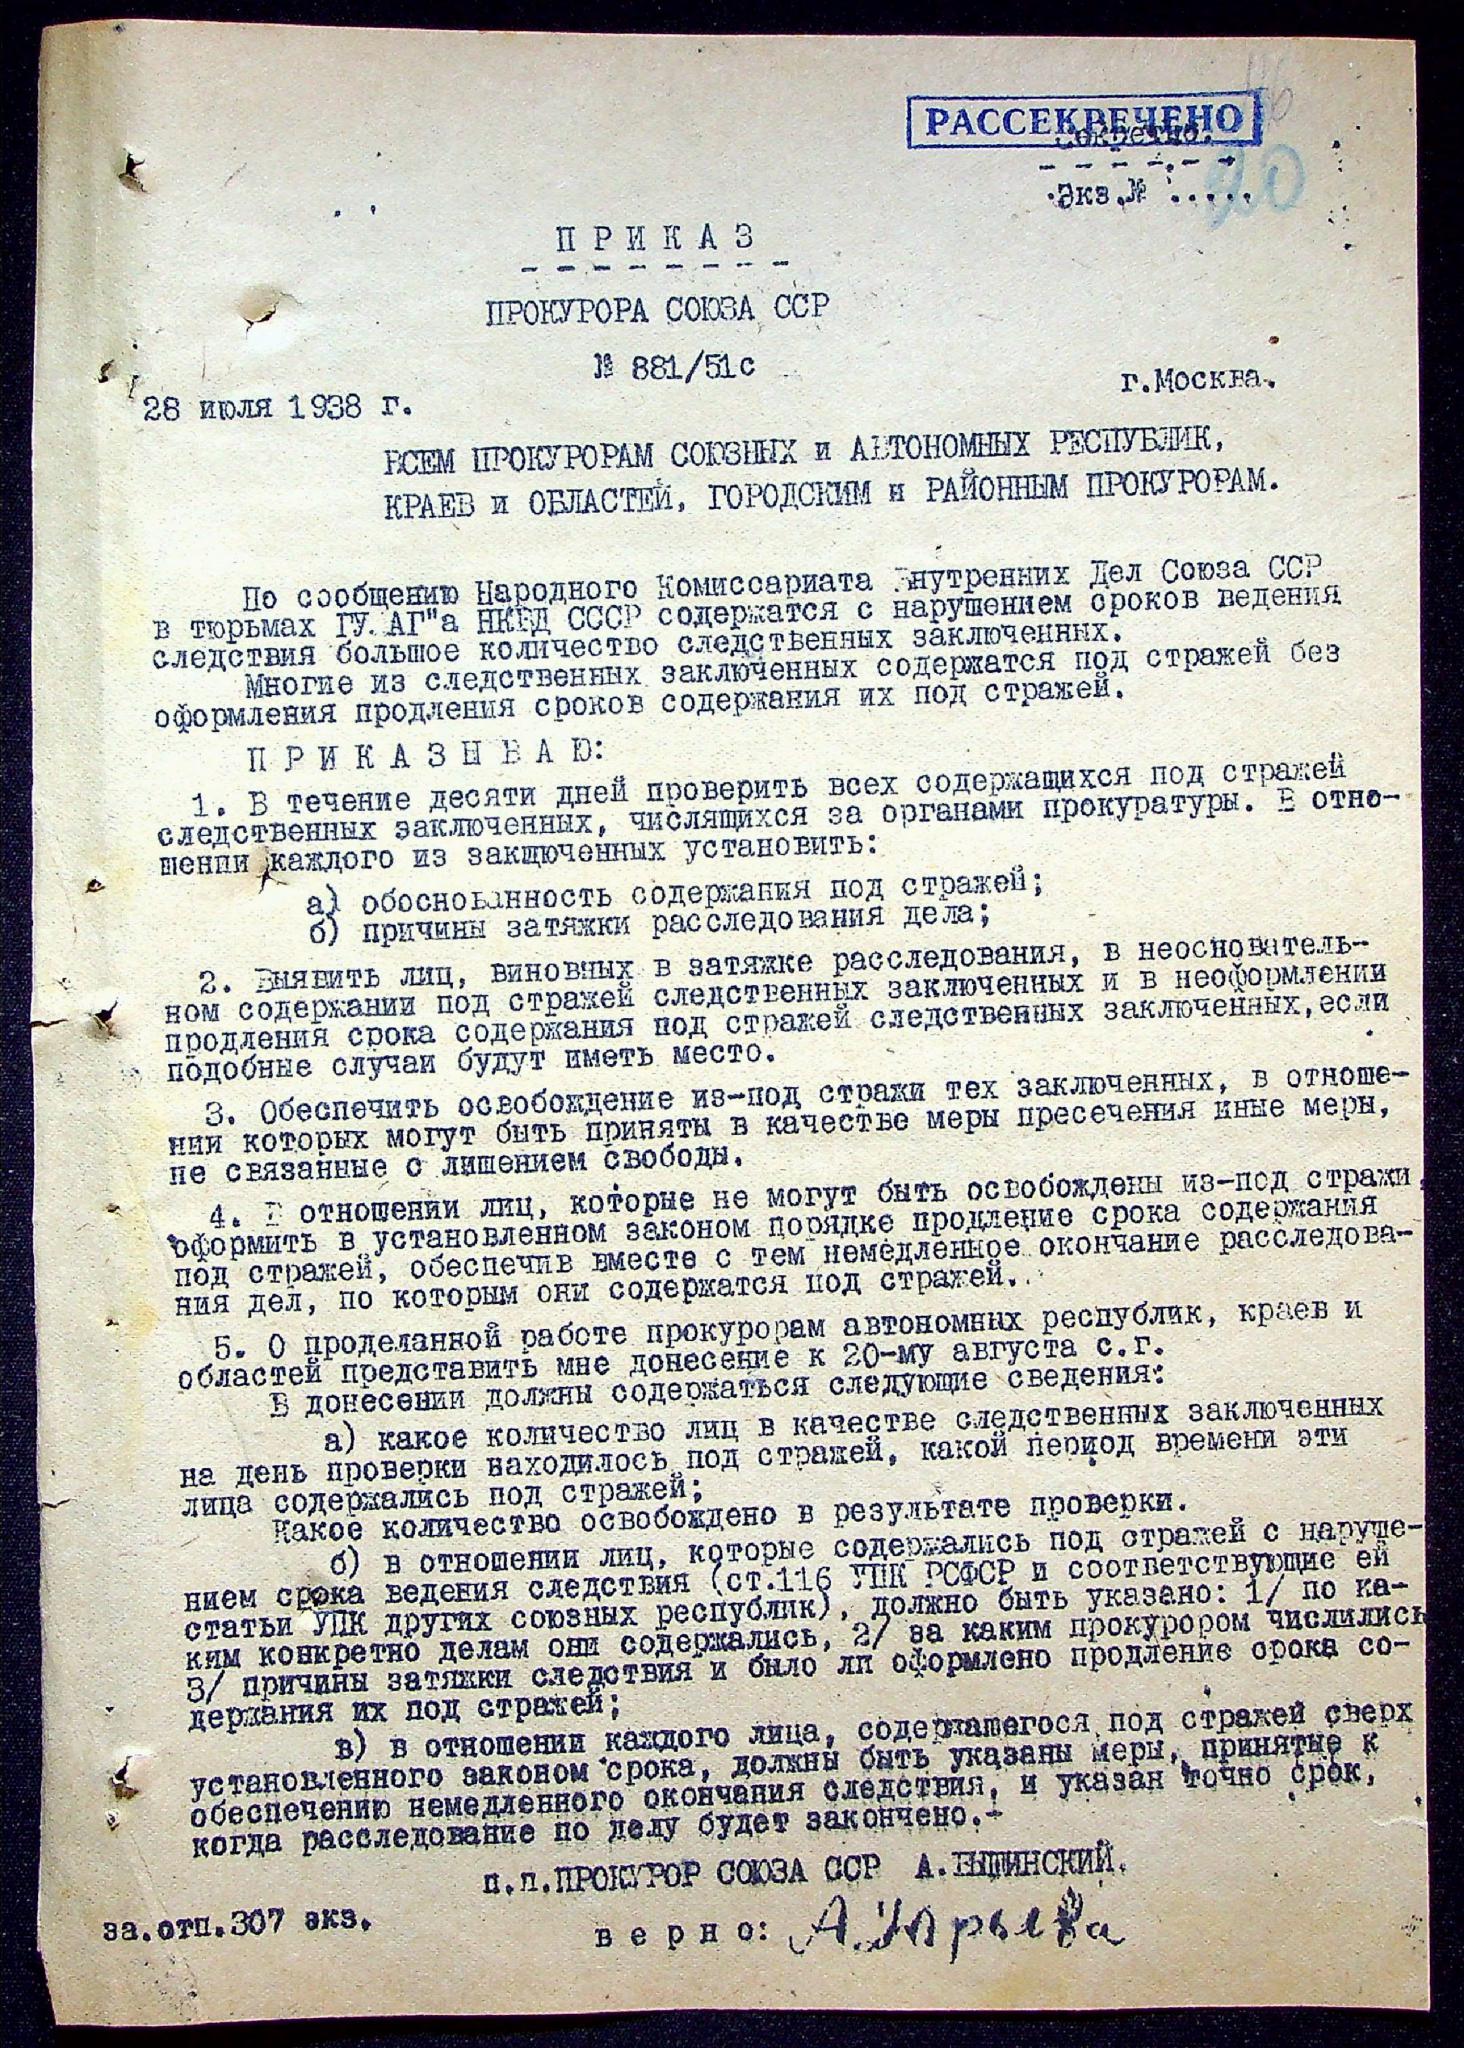 РАССЕКРЕЧЕНО
Секретно.
Экз.№ .....
20
ПРИКАЗ
ПРОКУРОРА СОЮЗА ССР
№ 881/51с
г.Москва.
28 июля 1938 г.
ВСЕМ ПРОКУРОРАМ СОЮЗНЫХ и АВТОНОМНЫХ РЕСПУБЛИК,
КРАЕВ и ОБЛАСТЕЙ, ГОРОДСКИМ и РАЙОННЫМ ПРОКУРОРАМ.
По сообщению Народного Комиссариата Внутренних Дел Союза ССР
в тюрьмах ГУЛАГ"а НКВД СССР содержатся с нарушением сроков ведения
следствия большое количество следственных заключенных.
Многие из следственных заключенных содержатся под стражей без
оформления продления сроков содержания их под стражей.
ПРИКАЗЫВАЮ:
1. В течение десяти дней проверить всех содержащихся под стражей
следственных заключенных, числящихся за органами прокуратуры. В отно-
шении каждого из заключенных установить:
а) обоснованность содержания под стражей;
б) причины затяжки расследования дела;
2. Выявить лиц, виновных в затяжке расследования, в неоснователь-
ном содержании под стражей следственных заключенных и в неоформлении
продления срока содержания под стражей следственных заключенных,если
подобные случаи будут иметь место.
3. Обеспечить освобождение из-под стражи тех заключенных, в отноше-
нии которых могут быть приняты в качестве меры пресечения иные меры,
не связанные с лишением свободы.
4. В отношении лиц, которые не могут быть освобождены из-под стражи,
оформить в установленном законом порядке продление срока содержания
под стражей, обеспечив вместе с тем немедленное окончание расследова-
ния дел, по которым они содержатся под стражей.
5. О проделанной работе прокурорам автономных республик, краев и
областей представить мне донесение к 20-му августа с.г.
В донесении должны содержаться следующие сведения:
а) какое количество лиц в качестве следственных заключенных
на день проверки находилось под стражей, какой период времени эти
лица содержались под стражей;
Какое количество освобождено в результате проверки.
б) в отношении лиц, которые содержались под стражей с наруше-
нием срока ведения следствия (ст.116 УПК РСФСР и соответствующие ей
статьи УПК других союзных республик), должно быть указано: 1/ по ка-
ким конкретно делам они содержались, 2/ за каким прокурором числились
3/ причины затяжки следствия и было ли оформлено продление срока со-
держания их под стражей;
в) в отношении каждого лица, содержащегося под стражей сверх
установленного законом срока, должны быть указаны меры, принятые к
обеспечению немедленного окончания следствия, и указан точно срок,
когда расследование по делу будет закончено.-
п.п.ПРОКУРОР СОЮЗА ССР А.ВЫШИНСКИЙ.
за.отп.307 экз.
верно: